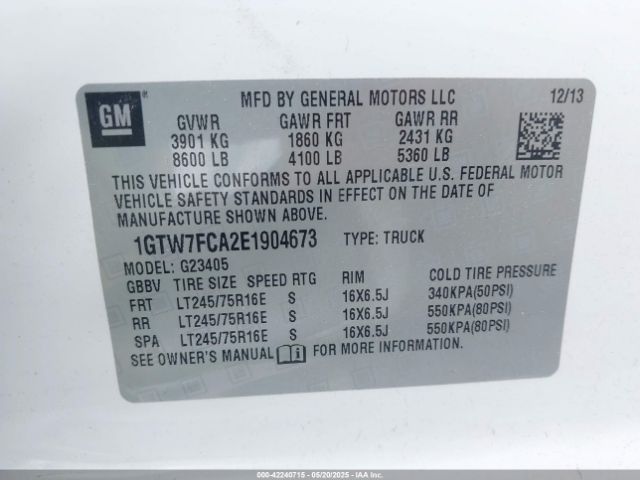 GM ®
MFD BY GENERAL MOTORS LLC 12/13
GVWR GAWR FRT GAWR RR
3901 KG 1860 KG 2431 KG
8600 LB 4100 LB 5360 LB
THIS VEHICLE CONFORMS TO ALL APPLICABLE U.S. FEDERAL MOTOR
VEHICLE SAFETY STANDARDS IN EFFECT ON THE DATE OF
MANUFACTURE SHOWN ABOVE.
1GTW7FCA2E1904673 TYPE: TRUCK
MODEL: G23405
GBBV TIRE SIZE SPEED RTG RIM COLD TIRE PRESSURE
FRT LT245/75R16E S 16X6.5J 340KPA(50PSI)
RR LT245/75R16E S 16X6.5J 550KPA(80PSI)
SPA LT245/75R16E S 16X6.5J 550KPA(80PSI)
SEE OWNER'S MANUAL FOR MORE INFORMATION.
000-42240715 - 05/20/2025 - IAA, Inc.